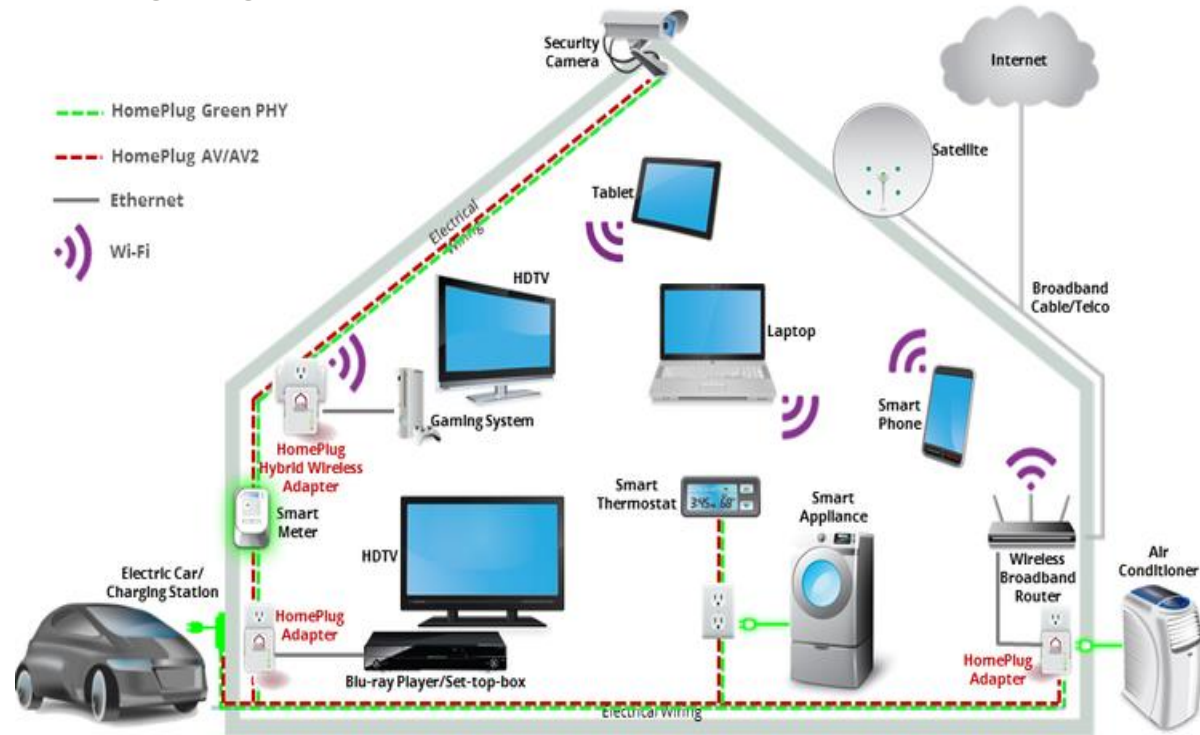 Security
Camera
Internet
HomePlug Green PHY
HomePlug AV/AV2
Ethernet
Wi-Fi
Satellite
Tablet
Electrical
Wiring
HDTV
Broadband
Cable/Telco
Laptop
Smart
Phone
Gaming System
HomePlug
Hybrid Wireless
Adapter
Smart
Meter
HDTV
Smart
Thermostat
3:45 68°
Smart
Appliance
Wireless
Broadband
Router
Air
Conditioner
Electric Car/
Charging Station
HomePlug
Adapter
Blu-ray Player/Set-top-box
HomePlug
Adapter
Electrical Wiring